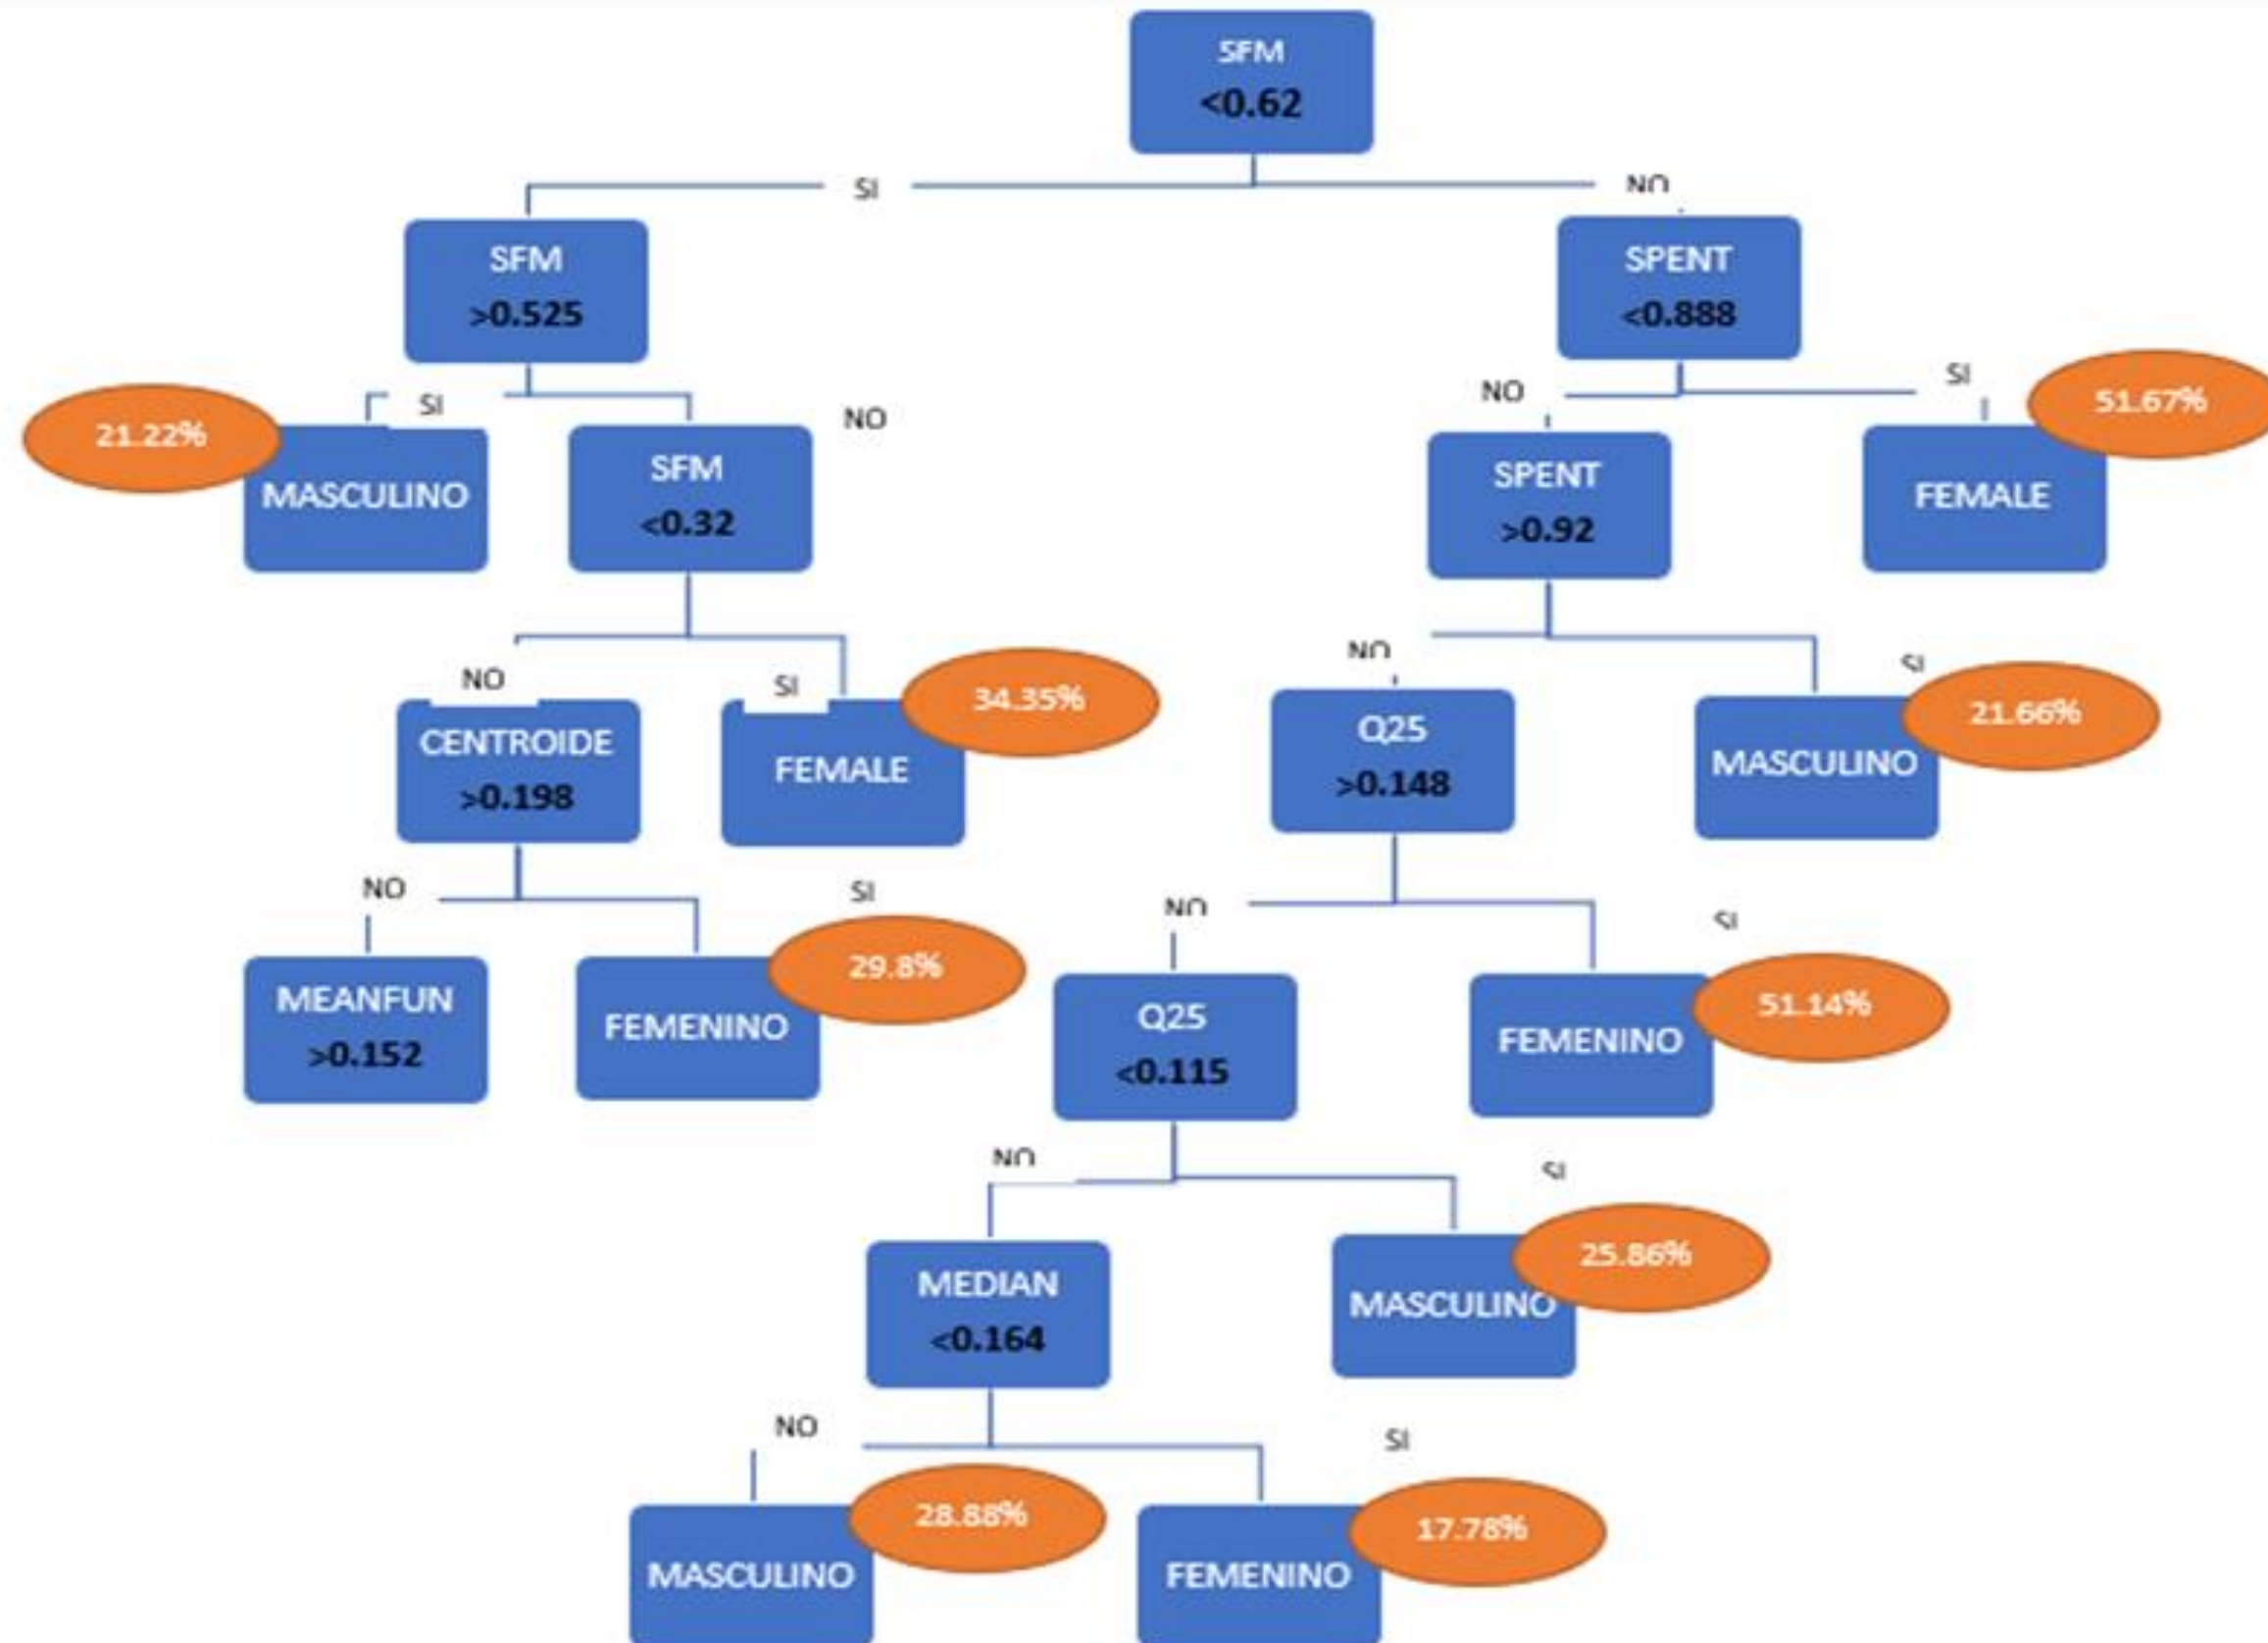 SFM
<0.62
SI
NO
SFM
>0.525
SPENT
<0.888
SI
NO
NO
SI
21.22%
51.67%
MASCULINO
SFM
<0.32
SPENT
>0.92
FEMALE
NO
SI
NO
SI
34.35%
21.66%
CENTROIDE
>0.198
FEMALE
Q25
>0.148
MASCULINO
NO
SI
NO
SI
29.8%
51.14%
MEANFUN
>0.152
FEMENINO
Q25
<0.115
FEMENINO
NO
SI
25.86%
MEDIAN
<0.164
MASCULINO
NO
SI
28.88%
17.78%
MASCULINO
FEMENINO